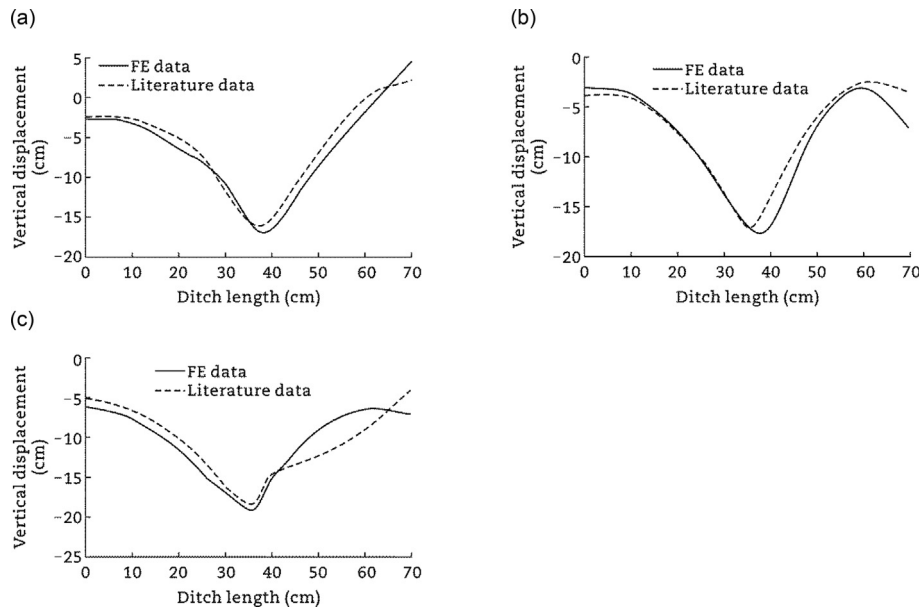 (a)
Vertical displacement
(cm)
5
0
−5
−10
−15
−20
FE data
Literature data
0 10 20 30 40 50 60 70
Ditch length (cm)
(b)
Vertical displacement
(cm)
0
−5
−10
−15
−20
FE data
Literature data
0 10 20 30 40 50 60 70
Ditch length (cm)
(c)
Vertical displacement
(cm)
0
−5
−10
−15
−20
−25
FE data
Literature data
0 10 20 30 40 50 60 70
Ditch length (cm)